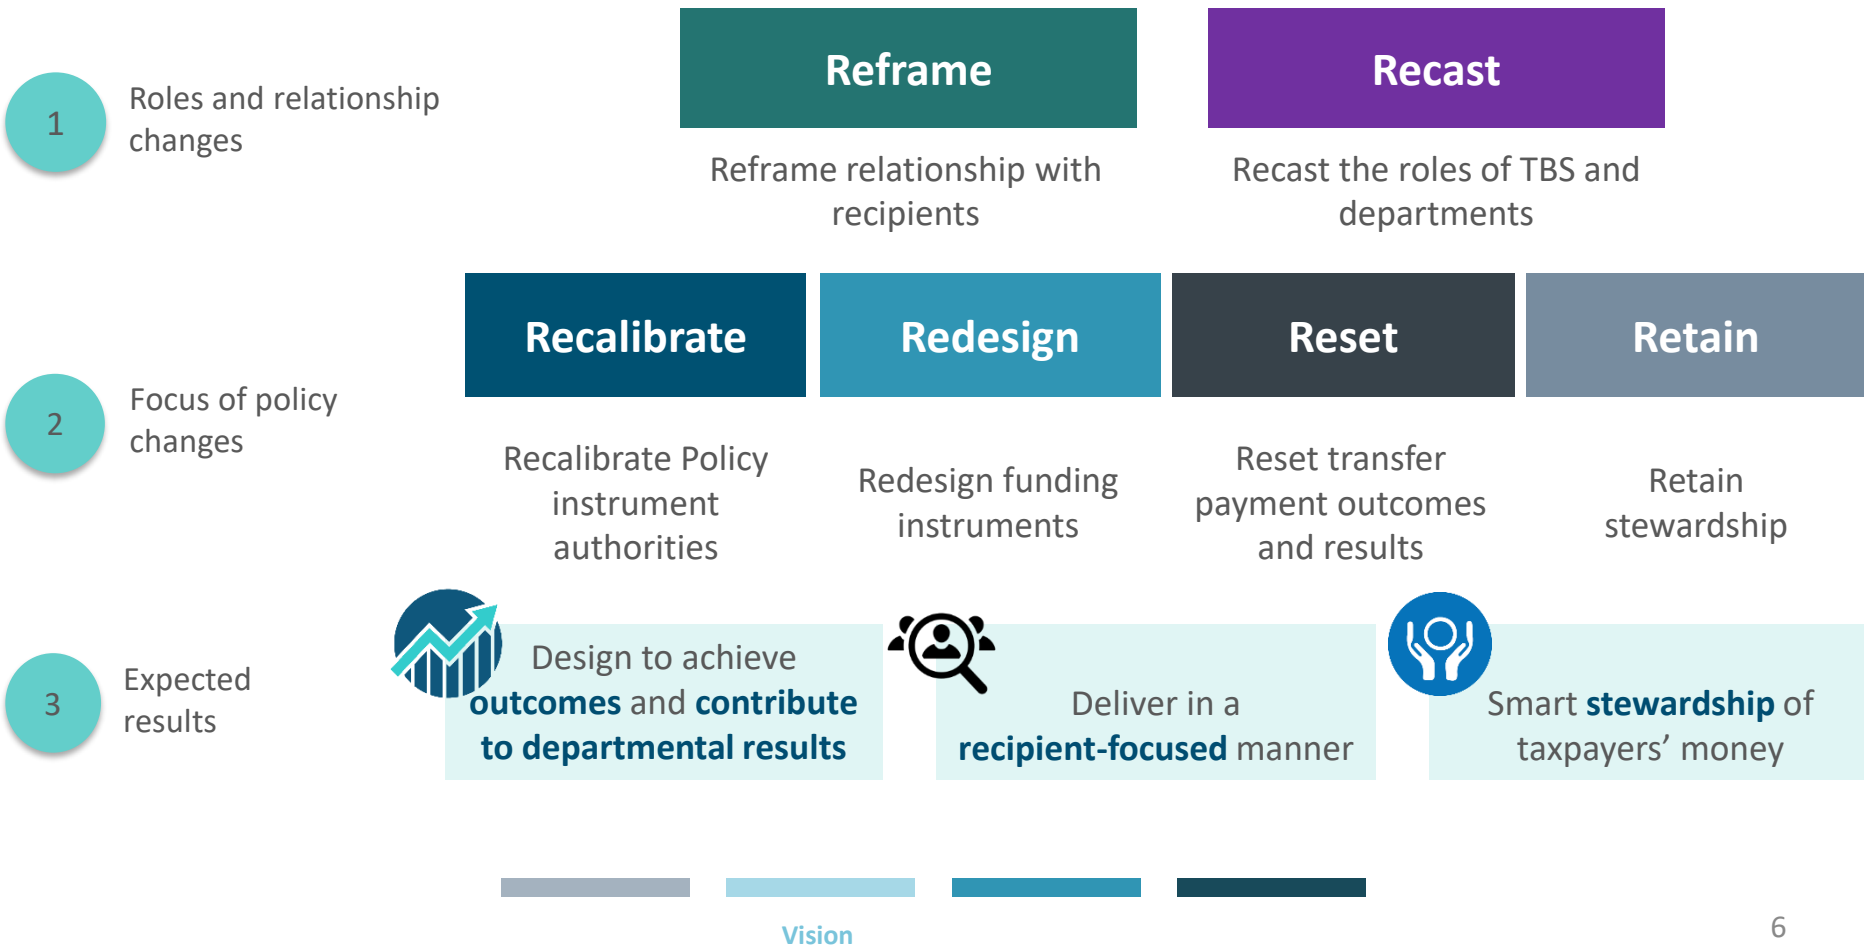 1
Roles and relationship
changes
Reframe
Recast
Reframe relationship with
recipients
Recast the roles of TBS and
departments
2
Focus of policy
changes
Recalibrate
Redesign
Reset
Retain
Recalibrate Policy
instrument
authorities
Redesign funding
instruments
Reset transfer
payment outcomes
and results
Retain
stewardship
3
Expected
results
Design to achieve
outcomes and contribute
to departmental results
Deliver in a
recipient-focused manner
Smart stewardship of
taxpayers’ money
Vision
6